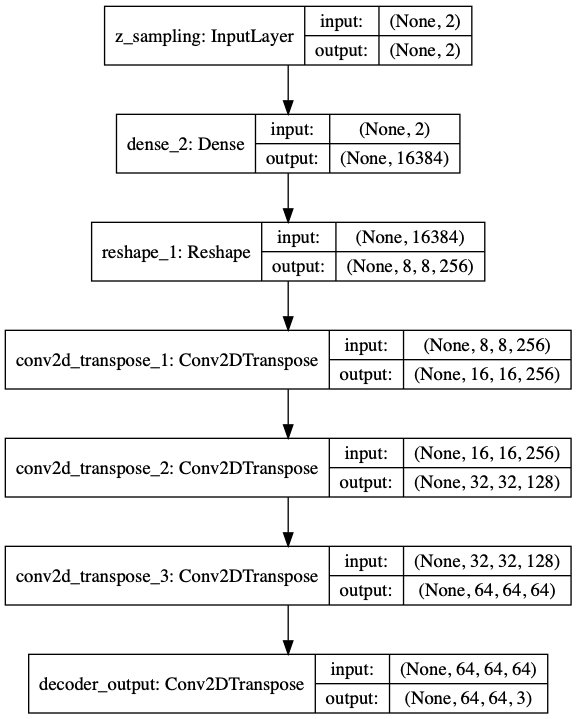 z_sampling: InputLayer
input: (None, 2)
output: (None, 2)
dense_2: Dense
input: (None, 2)
output: (None, 16384)
reshape_1: Reshape
input: (None, 16384)
output: (None, 8, 8, 256)
conv2d_transpose_1: Conv2DTranspose
input: (None, 8, 8, 256)
output: (None, 16, 16, 256)
conv2d_transpose_2: Conv2DTranspose
input: (None, 16, 16, 256)
output: (None, 32, 32, 128)
conv2d_transpose_3: Conv2DTranspose
input: (None, 32, 32, 128)
output: (None, 64, 64, 64)
decoder_output: Conv2DTranspose
input: (None, 64, 64, 64)
output: (None, 64, 64, 3)